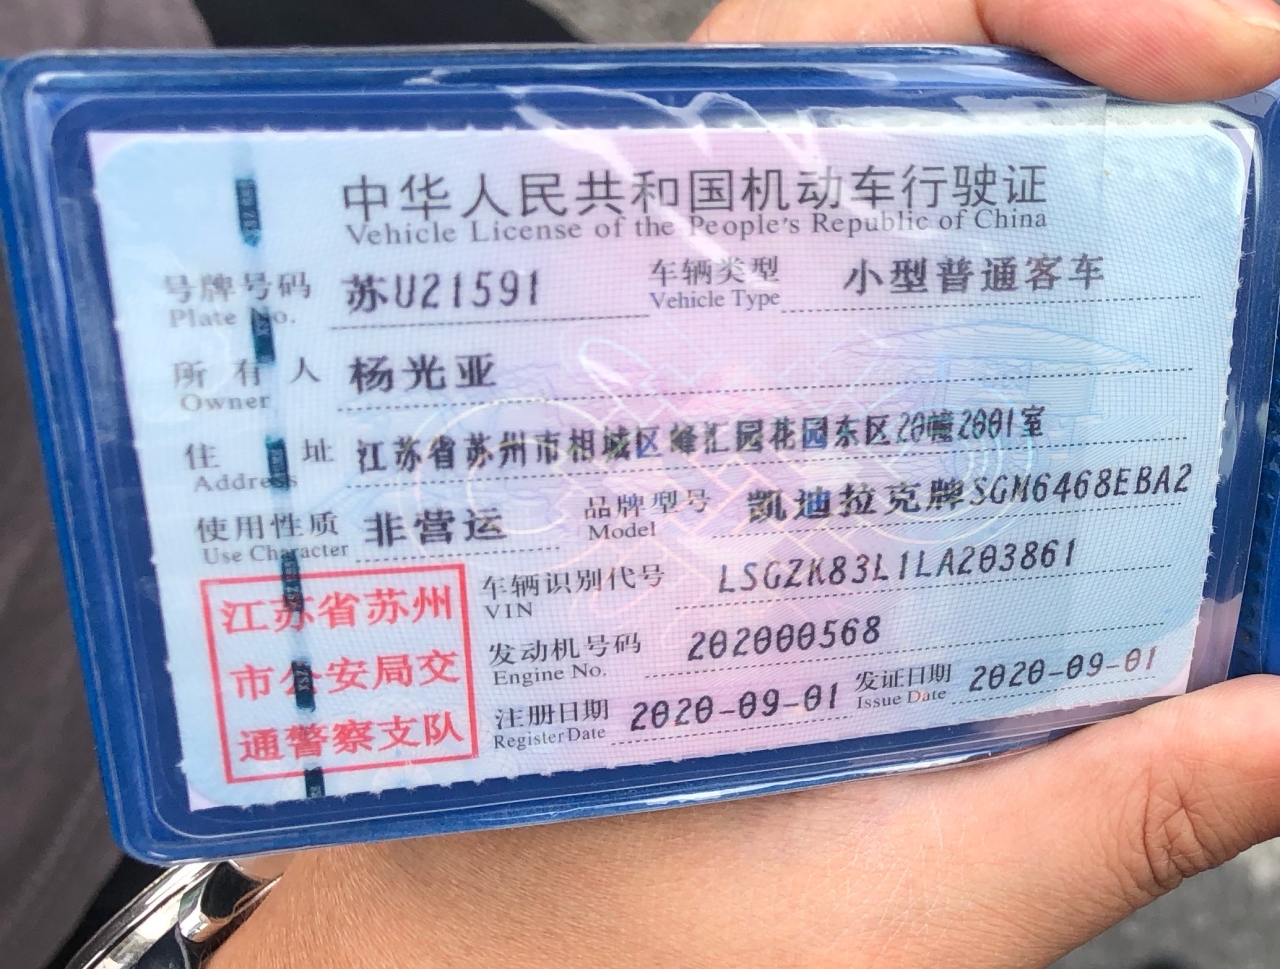 中华人民共和国机动车行驶证
Vehicle License of the People's Republic of China
号牌号码 苏U21591 车辆类型 小型普通客车
Plate No. Vehicle Type
所有人 杨光亚
Owner
住址 江苏省苏州市相城区峰汇园花园东区20幢2001室
Address
使用性质 非营运 品牌型号 凯迪拉克牌SGM6468EBA2
Use Character Model
车辆识别代号 LSGZK83L1LA203861
VIN
发动机号码 202000568
Engine No.
注册日期 2020-09-01 发证日期 2020-09-01
Register Date Issue Date
江苏省苏州
市公安局交
通警察支队